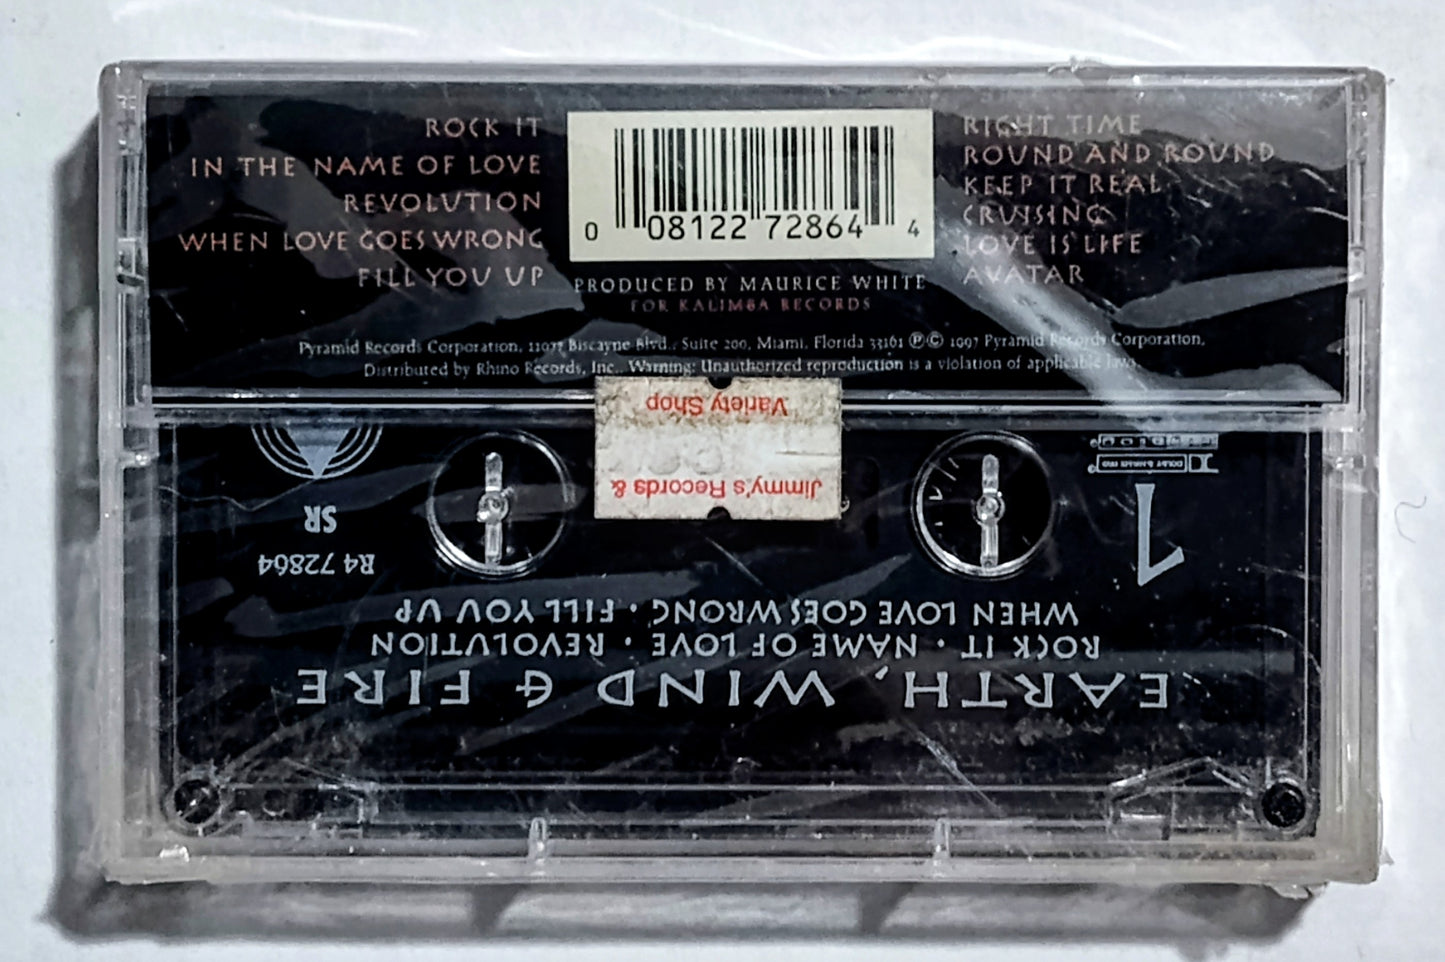 ROCK IT
IN THE NAME OF LOVE
REVOLUTION
WHEN LOVE GOES WRONG
FILL YOU UP
0 08122 72864 4
PRODUCED BY MAURICE WHITE
FOR KALIMBA RECORDS
RIGHT TIME
ROUND AND ROUND
KEEP IT REAL
CRUISING
LOVE IS LIFE
AVATAR
Pyramid Records Corporation, 11077 Biscayne Blvd., Suite 200, Miami, Florida 33161 ℗© 1997 Pyramid Records Corporation,
Distributed by Rhino Records, Inc.. Warning: Unauthorized reproduction is a violation of applicable laws.
Jimmy's Records &
Variety Shop
EARTH, WIND & FIRE
ROCK IT · NAME OF LOVE · REVOLUTION
WHEN LOVE GOES WRONG · FILL YOU UP
1
R4 72864
SR